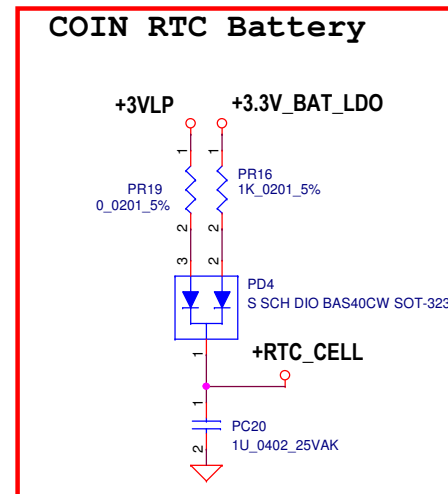 COIN RTC Battery
+3VLP
+3.3V_BAT_LDO
1
1
PR19
0_0201_5%
PR16
1K_0201_5%
2
2
3
2
PD4
S SCH DIO BAS40CW SOT-323
1
+RTC_CELL
1
PC20
1U_0402_25VAK
2